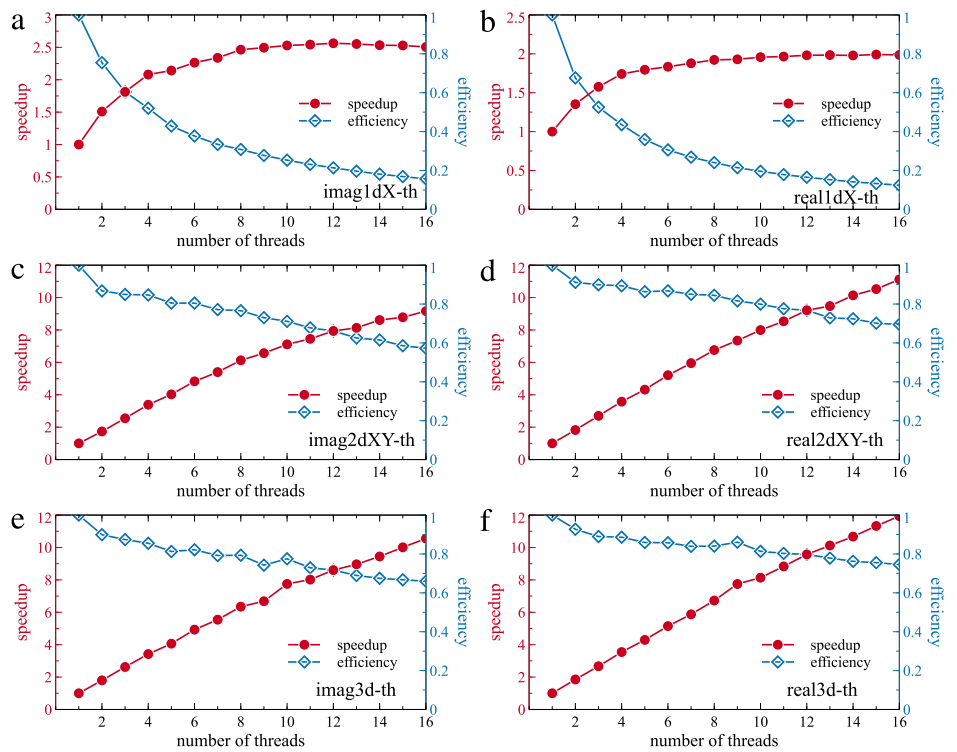 a
3
2.5
2
1.5
1
0.5
0
speedup
1
0.8
0.6
0.4
0.2
0
efficiency
speedup
efficiency
imag1dX-th
2 4 6 8 10 12 14 16
number of threads
b
2.5
2
1.5
1
0.5
0
speedup
1
0.8
0.6
0.4
0.2
0
efficiency
speedup
efficiency
real1dX-th
2 4 6 8 10 12 14 16
number of threads
c
12
10
8
6
4
2
0
speedup
1
0.8
0.6
0.4
0.2
0
efficiency
speedup
efficiency
imag2dXY-th
2 4 6 8 10 12 14 16
number of threads
d
12
10
8
6
4
2
0
speedup
1
0.8
0.6
0.4
0.2
0
efficiency
speedup
efficiency
real2dXY-th
2 4 6 8 10 12 14 16
number of threads
e
12
10
8
6
4
2
0
speedup
1
0.8
0.6
0.4
0.2
0
efficiency
speedup
efficiency
imag3d-th
2 4 6 8 10 12 14 16
number of threads
f
12
10
8
6
4
2
0
speedup
1
0.8
0.6
0.4
0.2
0
efficiency
speedup
efficiency
real3d-th
2 4 6 8 10 12 14 16
number of threads